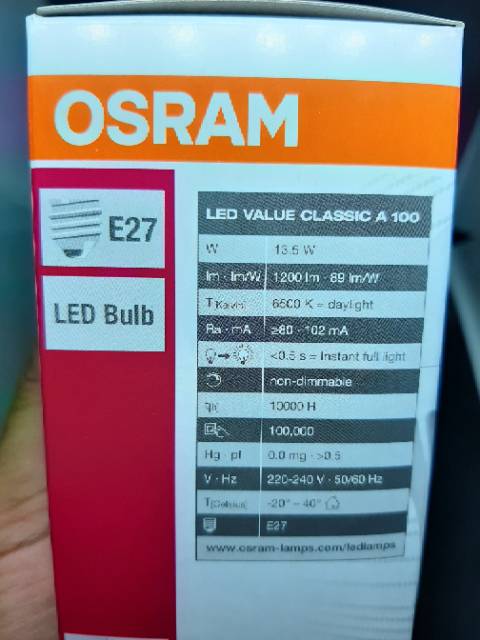 OSRAM
E27
LED Bulb
LED VALUE CLASSIC A 100
W 13.5 W
lm · lm/W 1200 lm · 89 lm/W
T[Kelvin] 6500 K = daylight
Ra · mA ≥80 · 102 mA
<0.5 s = Instant full light
non-dimmable
10000 H
100,000
Hg · pf 0.0 mg · >0.5
V · Hz 220-240 V · 50/60 Hz
T[Celsius] -20° – 40°
E27
www.osram-lamps.com/ledlamps